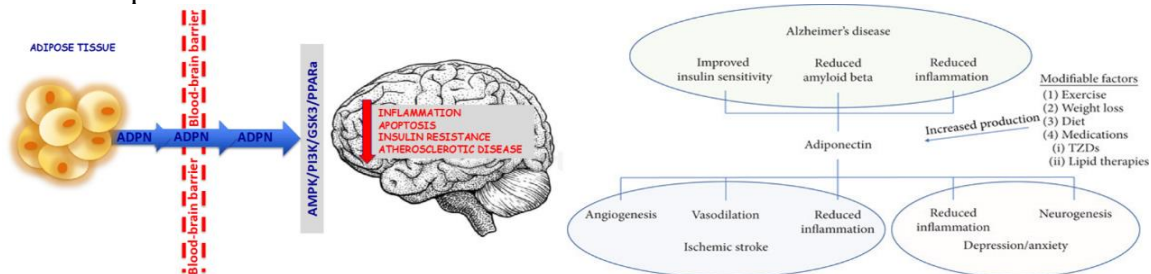 ADIPOSE TISSUE
Blood-brain barrier
ADPN
ADPN
ADPN
Blood-brain barrier
AMPK/PI3K/GSK3/PPARa
INFLAMMATION
APOPTOSIS
INSULIN RESISTANCE
ATHEROSCLEROTIC DISEASE
Alzheimer's disease
Improved
insulin sensitivity
Reduced
amyloid beta
Reduced
inflammation
Modifiable factors
(1) Exercise
(2) Weight loss
(3) Diet
(4) Medications
(i) TZDs
(ii) Lipid therapies
Increased production
Adiponectin
Angiogenesis
Vasodilation
Reduced
inflammation
Ischemic stroke
Reduced
inflammation
Neurogenesis
Depression/anxiety